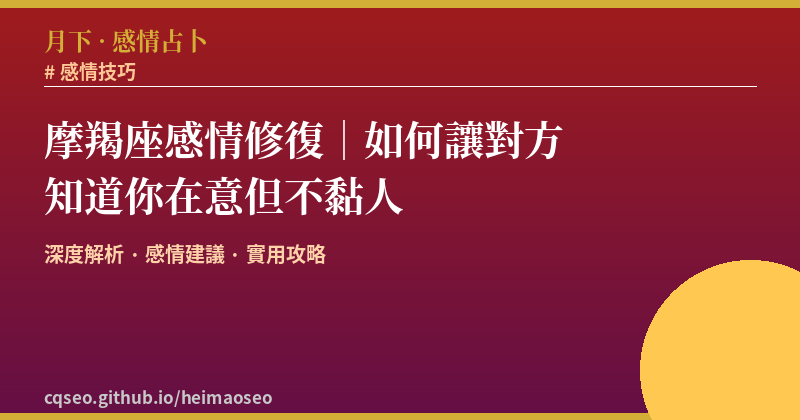 月下 · 感情占卜
# 感情技巧
摩羯座感情修復｜如何讓對方
知道你在意但不黏人
深度解析 · 感情建議 · 實用攻略
cqseo.github.io/heimaoseo